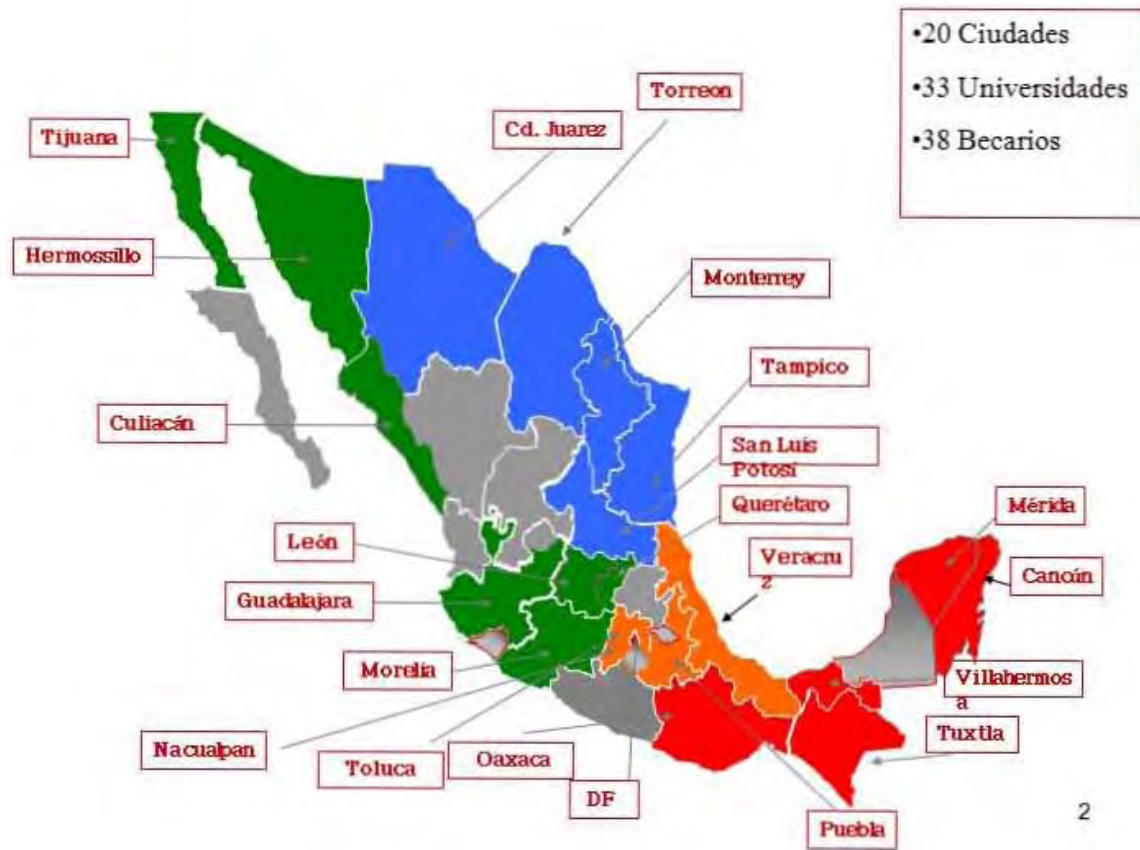 •20 Ciudades
•33 Universidades
•38 Becarios
Torreon
Cd. Juarez
Tijuana
Hermossillo
Monterrey
Tampico
Culiacán
San Luis
Potosí
Querétaro
Mérida
León
Veracru
z
Cancún
Guadalajara
Morelia
Villahermos
a
Nacualpan
Toluca
Oaxaca
Tuxtla
DF
Puebla
2